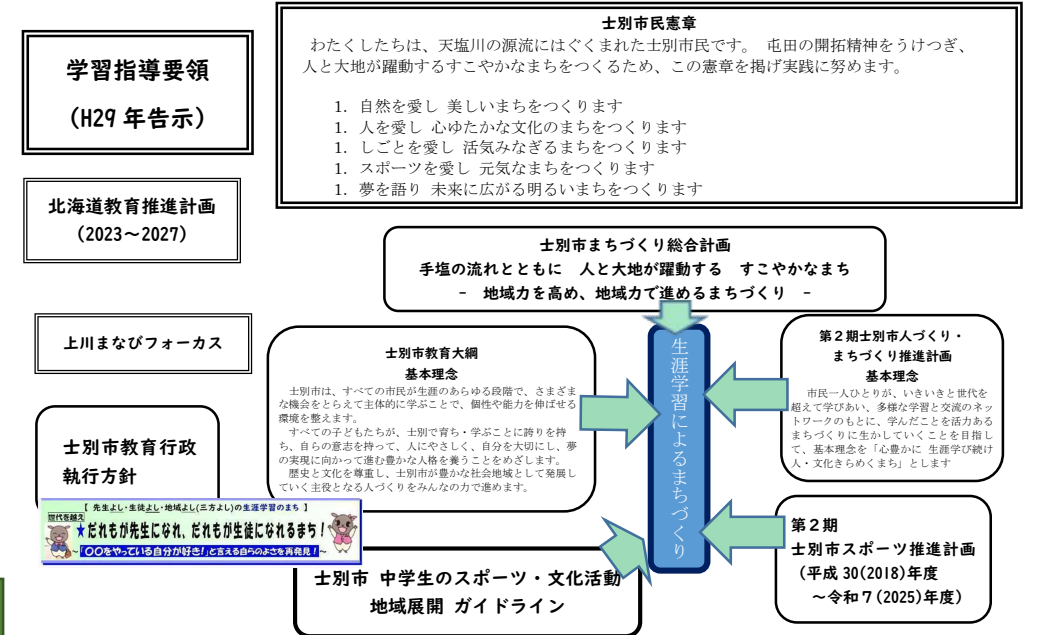 士別市民憲章
わたくしたちは、天塩川の源流にはぐくまれた士別市民です。 屯田の開拓精神をうけつぎ、
人と大地が躍動するすこやかなまちをつくるため、この憲章を掲げ実践に努めます。
1. 自然を愛し 美しいまちをつくります
1. 人を愛し 心ゆたかな文化のまちをつくります
1. しごとを愛し 活気みなぎるまちをつくります
1. スポーツを愛し 元気なまちをつくります
1. 夢を語り 未来に広がる明るいまちをつくります
学習指導要領
(H29年告示)
北海道教育推進計画
(2023～2027)
上川まなびフォーカス
士別市まちづくり総合計画
手塩の流れとともに 人と大地が躍動する すこやかなまち
- 地域力を高め、地域力で進めるまちづくり -
士別市教育大綱
基本理念
士別市は、すべての市民が生涯のあらゆる段階で、さまざま
な機会をとらえて主体的に学ぶことで、個性や能力を伸ばせる
環境を整えます。
すべての子どもたちが、士別で育ち・学ぶことに誇りを持
ち、自らの意志を持って、人にやさしく、自分を大切にし、夢
の実現に向かって進む豊かな人格を養うことをめざします。
歴史と文化を尊重し、士別市が豊かな社会地域として発展し
ていく主役となる人づくりをみんなの力で進めます。
生涯学習によるまちづくり
第２期士別市人づくり・
まちづくり推進計画
基本理念
市民一人ひとりが、いきいきと世代を
超えて学びあい、多様な学習と交流のネッ
トワークのもとに、学んだことを活力ある
まちづくりに生かしていくことを目指し
て、基本理念を「心豊かに 生涯学び続け
人・文化きらめくまち」とします
士別市教育行政
執行方針
【 先生よし・生徒よし・地域よし(三方よし)の生涯学習のまち 】
世代を越え
★だれもが先生になれ、だれもが生徒になれるまち！
～「〇〇をやっている自分が好き！」と言える自らのよさを再発見！～
士別市 中学生のスポーツ・文化活動
地域展開 ガイドライン
第２期
士別市スポーツ推進計画
(平成30(2018)年度
～令和７(2025)年度)